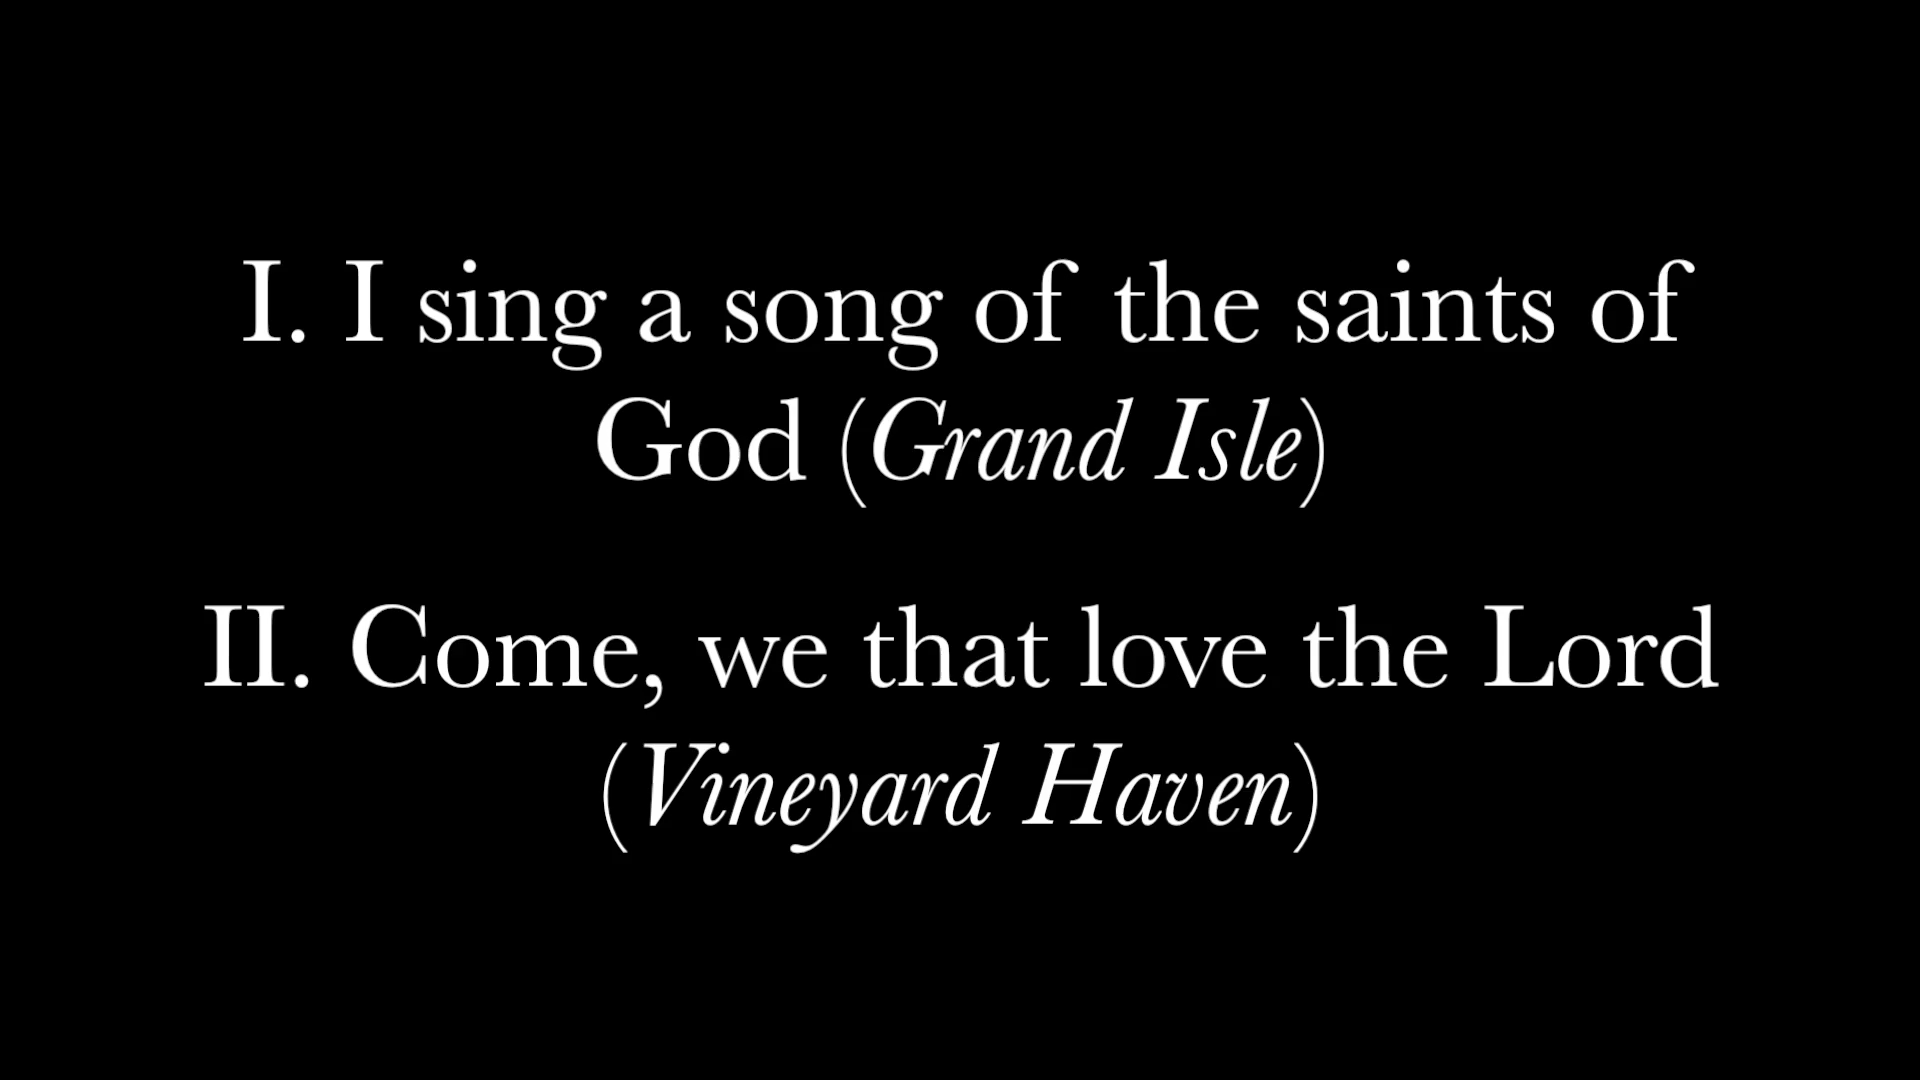 I. I sing a song of the saints of
God (Grand Isle)
II. Come, we that love the Lord
(Vineyard Haven)